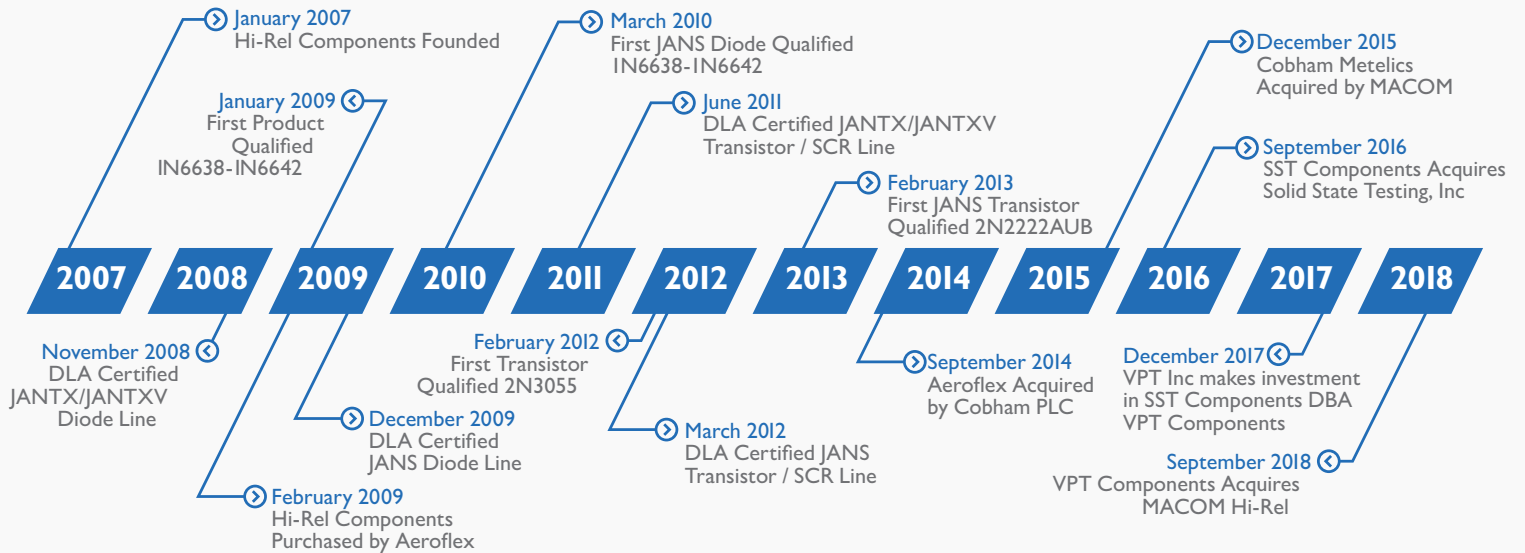 January 2007
Hi-Rel Components Founded
January 2009
First Product
Qualified
IN6638-IN6642
March 2010
First JANS Diode Qualified
1N6638-1N6642
June 2011
DLA Certified JANTX/JANTXV
Transistor / SCR Line
February 2013
First JANS Transistor
Qualified 2N2222AUB
December 2015
Cobham Metelics
Acquired by MACOM
September 2016
SST Components Acquires
Solid State Testing, Inc
2007
2008
2009
2010
2011
2012
2013
2014
2015
2016
2017
2018
November 2008
DLA Certified
JANTX/JANTXV
Diode Line
February 2009
Hi-Rel Components
Purchased by Aeroflex
December 2009
DLA Certified
JANS Diode Line
February 2012
First Transistor
Qualified 2N3055
March 2012
DLA Certified JANS
Transistor / SCR Line
September 2014
Aeroflex Acquired
by Cobham PLC
December 2017
VPT Inc makes investment
in SST Components DBA
VPT Components
September 2018
VPT Components Acquires
MACOM Hi-Rel